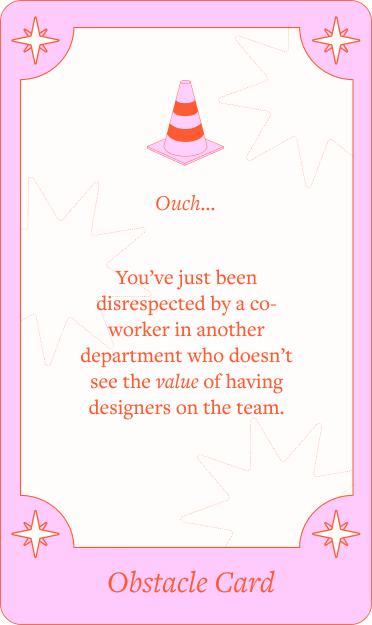 Ouch...
You’ve just been
disrespected by a co-
worker in another
department who doesn’t
see the value of having
designers on the team.
Obstacle Card